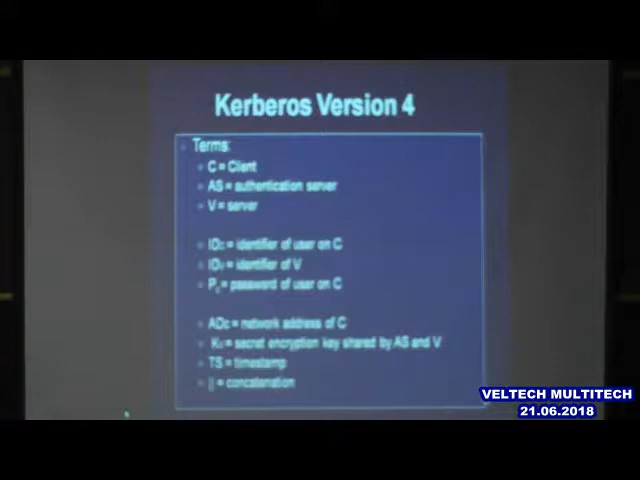 Kerberos Version 4
Terms:
C = Client
AS = authentication server
V = server
IDc = identifier of user on C
IDv = identifier of V
Pc = password of user on C
ADc = network address of C
Kv = secret encryption key shared by AS and V
TS = timestamp
|| = concatenation
VELTECH MULTITECH
21.06.2018